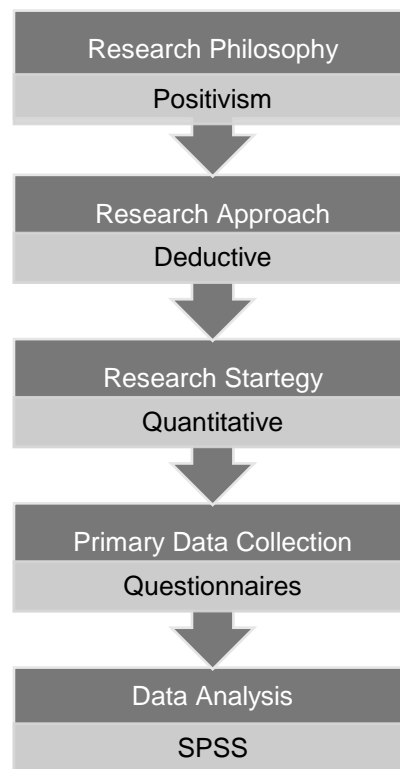 Research Philosophy
Positivism
Research Approach
Deductive
Research Startegy
Quantitative
Primary Data Collection
Questionnaires
Data Analysis
SPSS